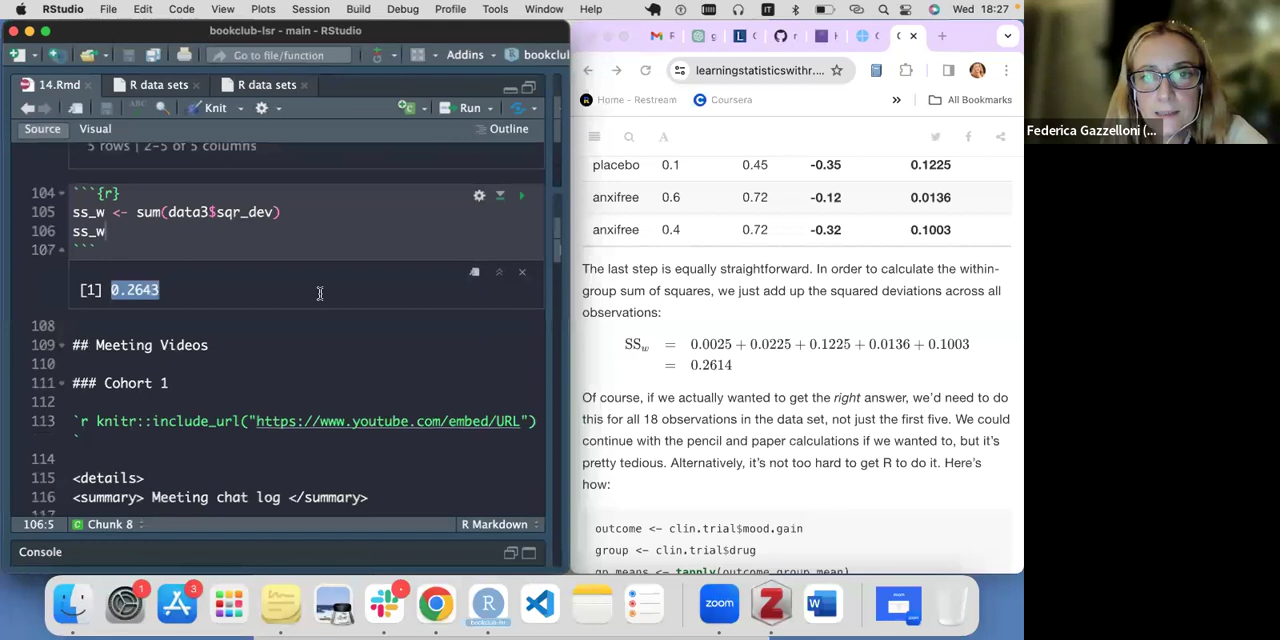 RStudio File Edit Code View Plots Session Build Debug Profile Tools Window Help Wed 18:27
bookclub-lsr - main - RStudio
Go to file/function Addins bookclu
14.Rmd R data sets R data sets
Knit Run
Source Visual Outline
5 rows | 2-5 of 5 columns
104 ```{r}
105 ss_w <- sum(data3$sqr_dev)
106 ss_w
107 ```
[1] 0.2643
108
109 ## Meeting Videos
110
111 ### Cohort 1
112
113 `r knitr::include_url("https://www.youtube.com/embed/URL")
`
114
115 <details>
116 <summary> Meeting chat log </summary>
117
106:5 Chunk 8 R Markdown
Console
learningstatisticswithr....
Home - Restream Coursera » All Bookmarks
placebo 0.1 0.45 -0.35 0.1225
anxifree 0.6 0.72 -0.12 0.0136
anxifree 0.4 0.72 -0.32 0.1003
The last step is equally straightforward. In order to calculate the within-
group sum of squares, we just add up the squared deviations across all
observations:
SSw = 0.0025 + 0.0225 + 0.1225 + 0.0136 + 0.1003
= 0.2614
Of course, if we actually wanted to get the right answer, we'd need to do
this for all 18 observations in the data set, not just the first five. We could
continue with the pencil and paper calculations if we wanted to, but it's
pretty tedious. Alternatively, it's not too hard to get R to do it. Here's
how:
outcome <- clin.trial$mood.gain
group <- clin.trial$drug
gp.means <- tapply(outcome,group,mean)
Federica Gazzelloni (...
1 3
zoom